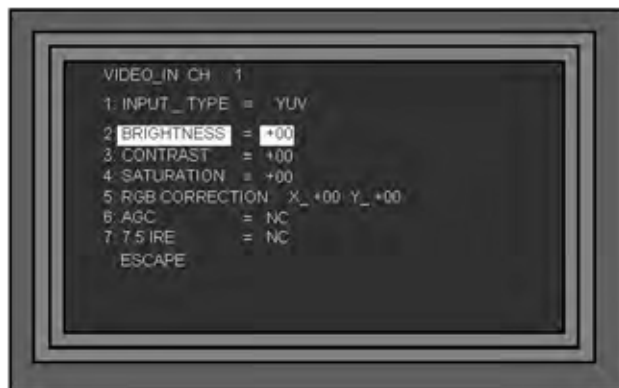 VIDEO_IN CH 1
1 INPUT_TYPE = YUV
2 BRIGHTNESS = +00
3 CONTRAST = +00
4 SATURATION = +00
5 RGB CORRECTION X_+00 Y_+00
6 AGC = NC
7 7.5 IRE = NC
ESCAPE